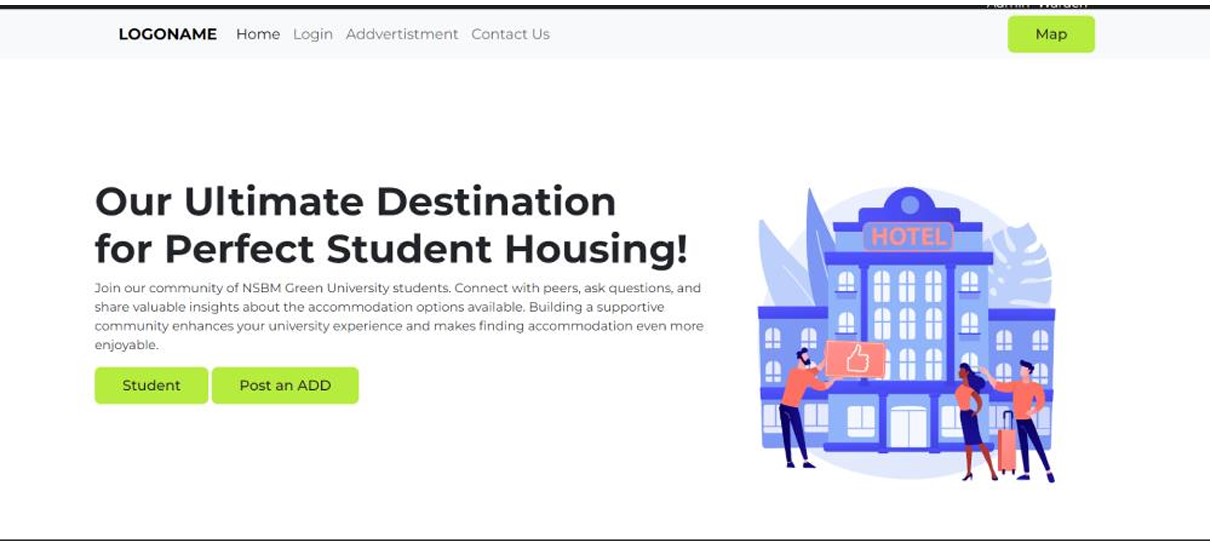 Admin Warden
LOGONAME Home Login Addvertistment Contact Us Map
Our Ultimate Destination
for Perfect Student Housing!
Join our community of NSBM Green University students. Connect with peers, ask questions, and
share valuable insights about the accommodation options available. Building a supportive
community enhances your university experience and makes finding accommodation even more
enjoyable.
Student Post an ADD
HOTEL